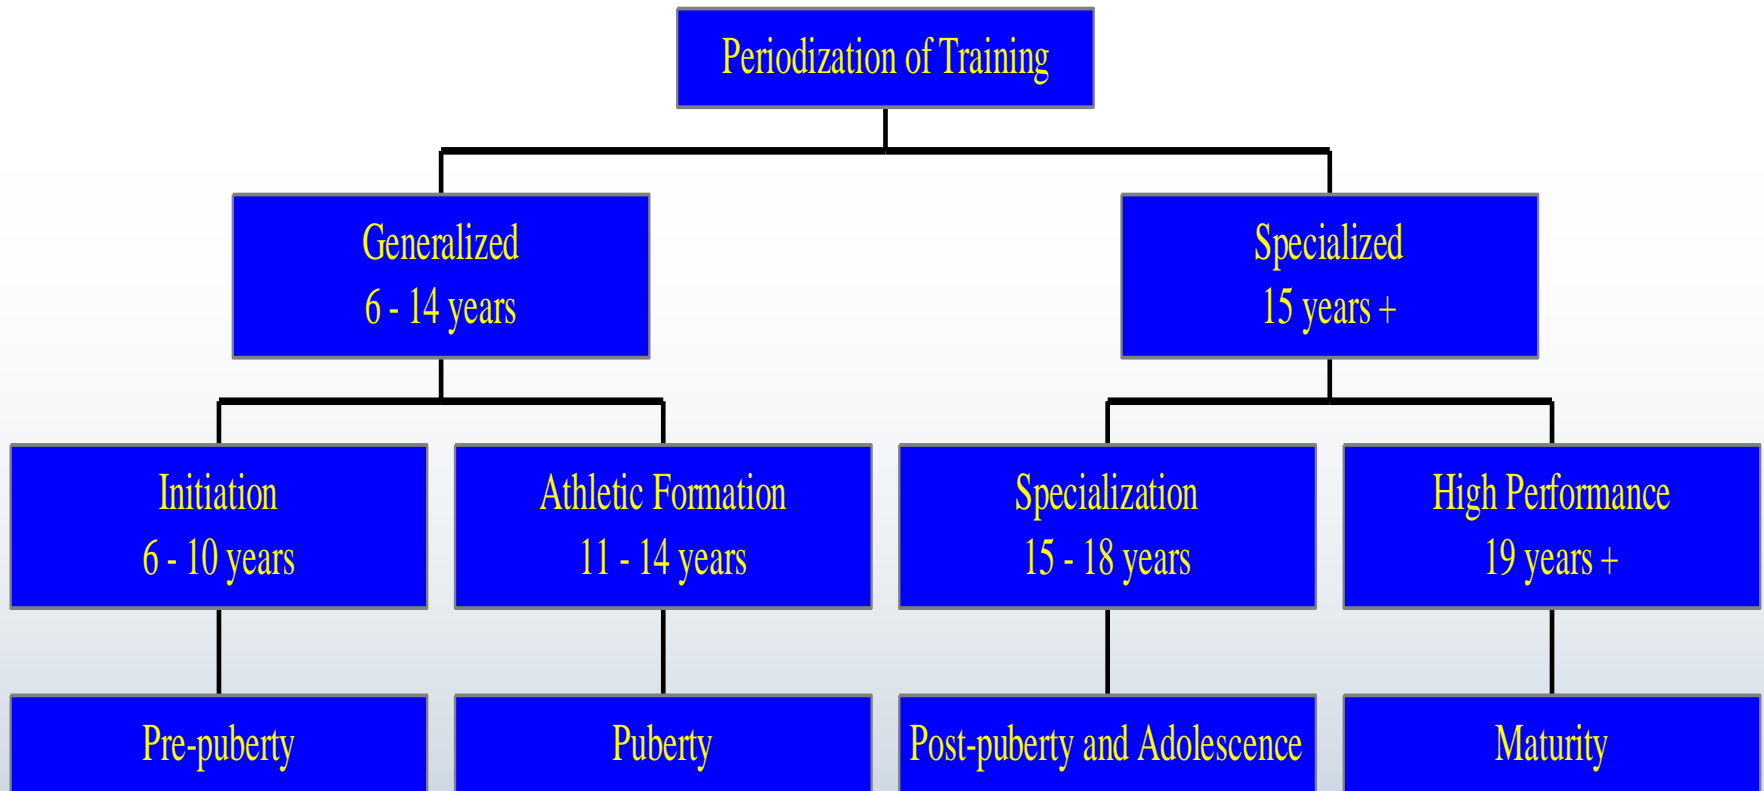 Periodization of Training
Generalized
6 - 14 years
Specialized
15 years +
Initiation
6 - 10 years
Athletic Formation
11 - 14 years
Specialization
15 - 18 years
High Performance
19 years +
Pre-puberty
Puberty
Post-puberty and Adolescence
Maturity